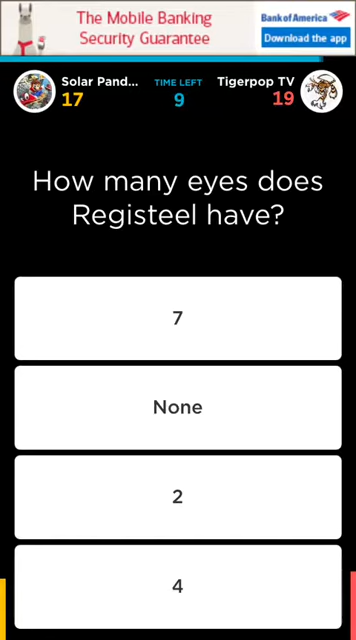 The Mobile Banking
Security Guarantee
Bank of America
Download the app
Solar Pand...
17
TIME LEFT
9
Tigerpop TV
19
How many eyes does
Registeel have?
7
None
2
4